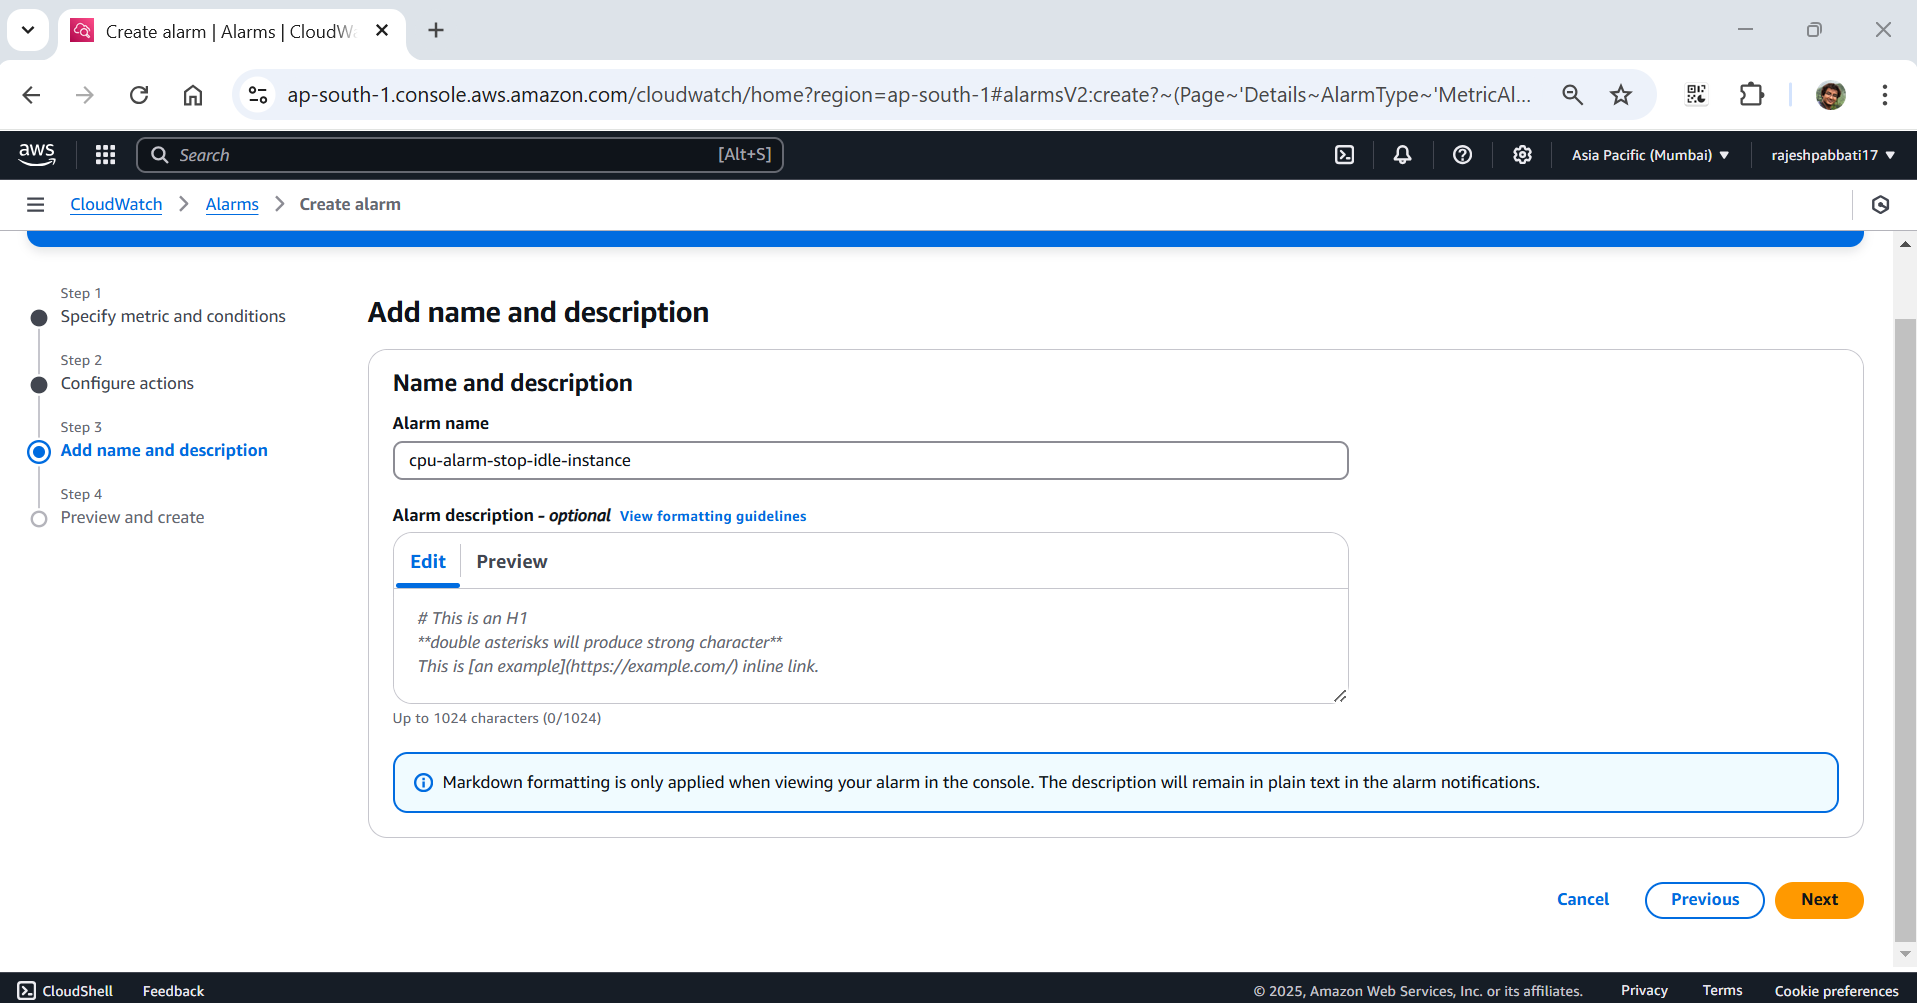 Create alarm | Alarms | CloudWa
ap-south-1.console.aws.amazon.com/cloudwatch/home?region=ap-south-1#alarmsV2:create?~(Page~'Details~AlarmType~'MetricAl...
aws
Search
[Alt+S]
Asia Pacific (Mumbai)
rajeshpabbati17
CloudWatch
Alarms
Create alarm
Step 1
Specify metric and conditions
Step 2
Configure actions
Step 3
Add name and description
Step 4
Preview and create
Add name and description
Name and description
Alarm name
cpu-alarm-stop-idle-instance
Alarm description - optional View formatting guidelines
Edit
Preview
# This is an H1
**double asterisks will produce strong character**
This is [an example](https://example.com/) inline link.
Up to 1024 characters (0/1024)
Markdown formatting is only applied when viewing your alarm in the console. The description will remain in plain text in the alarm notifications.
Cancel
Previous
Next
CloudShell
Feedback
© 2025, Amazon Web Services, Inc. or its affiliates.
Privacy
Terms
Cookie preferences